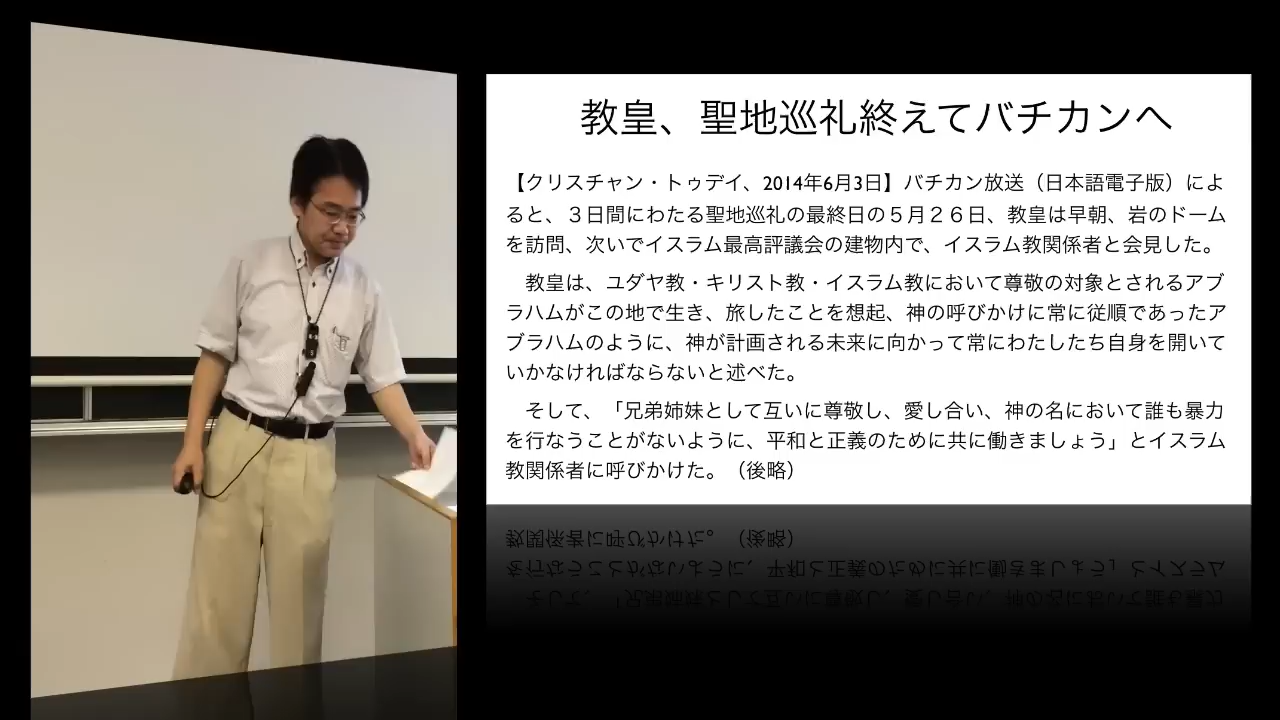 教皇、聖地巡礼終えてバチカンへ
【クリスチャン・トゥデイ、2014年6月3日】バチカン放送（日本語電子版）によ
ると、３日間にわたる聖地巡礼の最終日の５月２６日、教皇は早朝、岩のドーム
を訪問、次いでイスラム最高評議会の建物内で、イスラム教関係者と会見した。
教皇は、ユダヤ教・キリスト教・イスラム教において尊敬の対象とされるアブ
ラハムがこの地で生き、旅したことを想起、神の呼びかけに常に従順であったア
ブラハムのように、神が計画される未来に向かって常にわたしたち自身を開いて
いかなければならないと述べた。
そして、「兄弟姉妹として互いに尊敬し、愛し合い、神の名において誰も暴力
を行なうことがないように、平和と正義のために共に働きましょう」とイスラム
教関係者に呼びかけた。（後略）